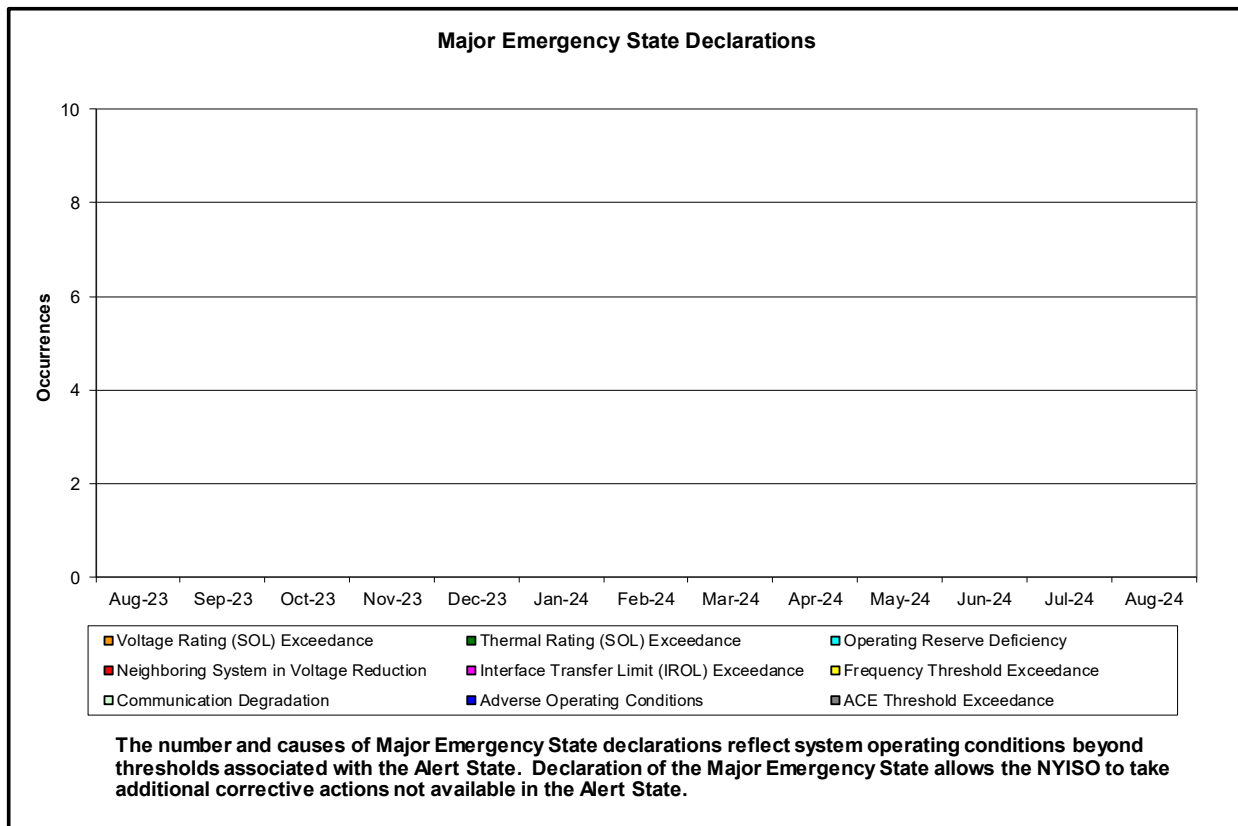 Major Emergency State Declarations
10
8
6
4
2
0
Occurrences
Aug-23 Sep-23 Oct-23 Nov-23 Dec-23 Jan-24 Feb-24 Mar-24 Apr-24 May-24 Jun-24 Jul-24 Aug-24
Voltage Rating (SOL) Exceedance Thermal Rating (SOL) Exceedance Operating Reserve Deficiency
Neighboring System in Voltage Reduction Interface Transfer Limit (IROL) Exceedance Frequency Threshold Exceedance
Communication Degradation Adverse Operating Conditions ACE Threshold Exceedance
The number and causes of Major Emergency State declarations reflect system operating conditions beyond
thresholds associated with the Alert State. Declaration of the Major Emergency State allows the NYISO to take
additional corrective actions not available in the Alert State.